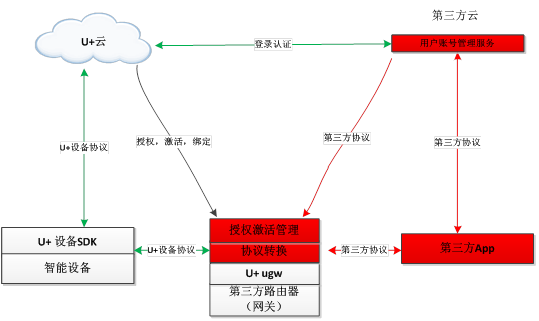 第三方云
U+云
登录认证
用户账号管理服务
授权，激活，绑定
第三方协议
第三方协议
U+设备协议
授权激活管理
U+ 设备SDK
协议转换
第三方App
U+设备协议
第三方协议
智能设备
U+ ugw
第三方路由器
（网关）